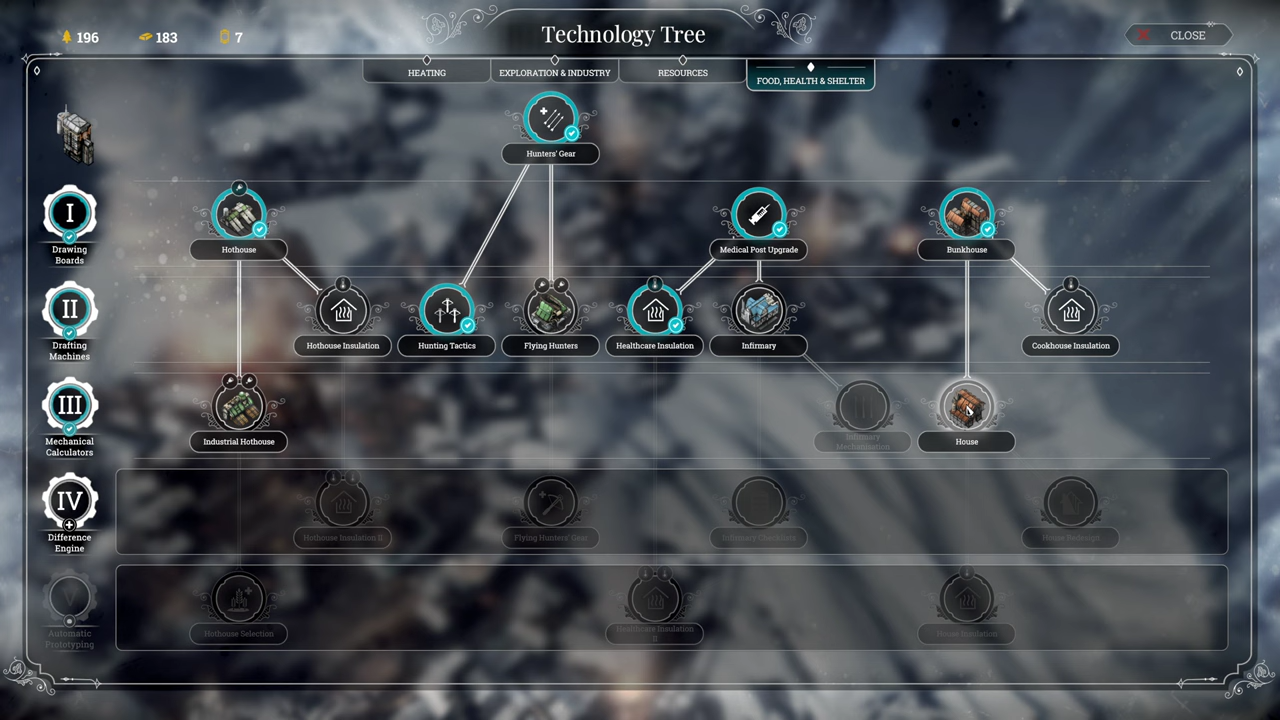 196
183
7
Technology Tree
CLOSE
HEATING
EXPLORATION & INDUSTRY
RESOURCES
FOOD, HEALTH & SHELTER
Hunters' Gear
I
Drawing
Boards
Hothouse
Medical Post Upgrade
Bunkhouse
II
Drafting
Machines
Hothouse Insulation
Hunting Tactics
Flying Hunters
Healthcare Insulation
Infirmary
Cookhouse Insulation
III
Mechanical
Calculators
Industrial Hothouse
Infirmary
Mechanisation
House
IV
Difference
Engine
Hothouse Insulation II
Flying Hunters' Gear
Infirmary Checklists
House Redesign
V
Automatic
Prototyping
Hothouse Selection
Healthcare Insulation
II
House Insulation